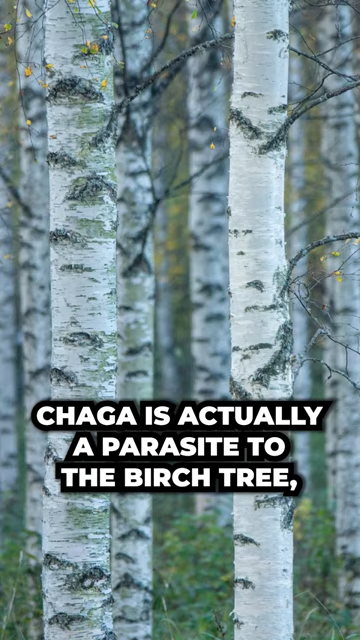 CHAGA IS ACTUALLY
A PARASITE TO
THE BIRCH TREE,